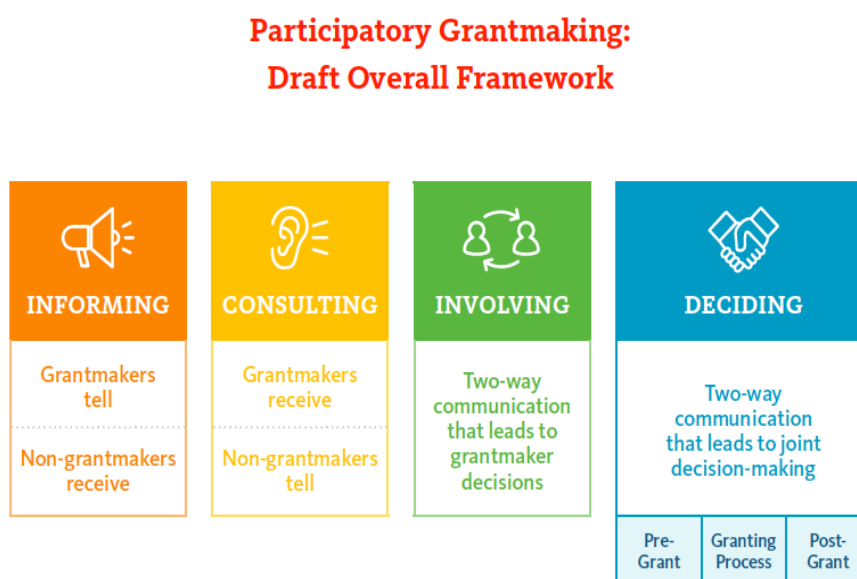 Participatory Grantmaking:
Draft Overall Framework
INFORMING
Grantmakers
tell
Non-grantmakers
receive
CONSULTING
Grantmakers
receive
Non-grantmakers
tell
INVOLVING
Two-way
communication
that leads to
grantmaker
decisions
DECIDING
Two-way
communication
that leads to joint
decision-making
Pre-
Grant
Granting
Process
Post-
Grant